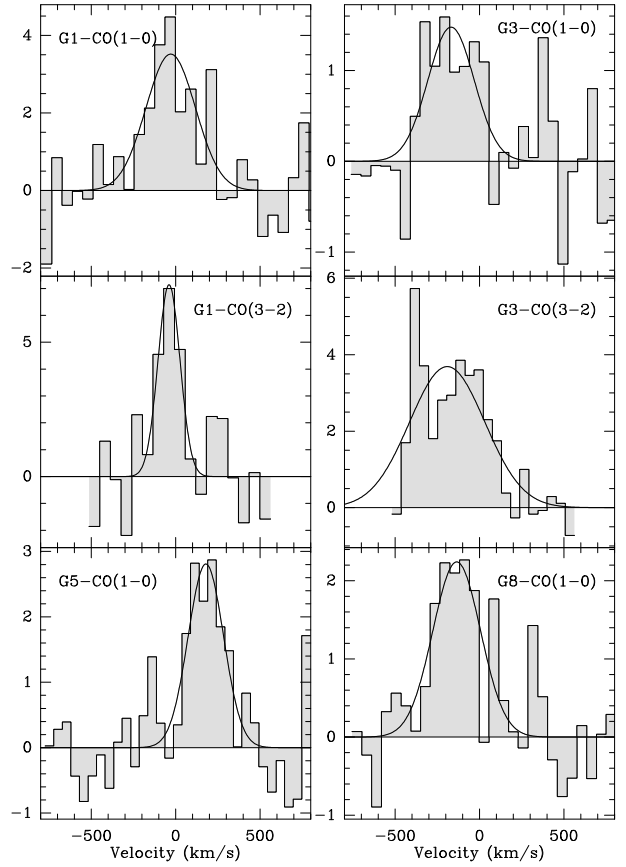 G1-CO(1-0)
4
2
0
-2
G3-CO(1-0)
1
0
-1
G1-CO(3-2)
5
0
G3-CO(3-2)
6
4
2
0
G5-CO(1-0)
3
2
1
0
-1
G8-CO(1-0)
2
1
0
-1
-500 0 500
Velocity (km/s)
-500 0 500
Velocity (km/s)